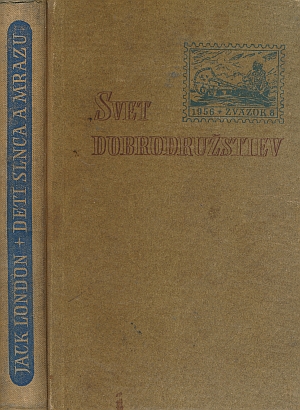 JACK LONDON + DETI SLNCA A MRAZU
SVET
DOBRODRUŽSTIEV
1956 + ZVÄZOK 6